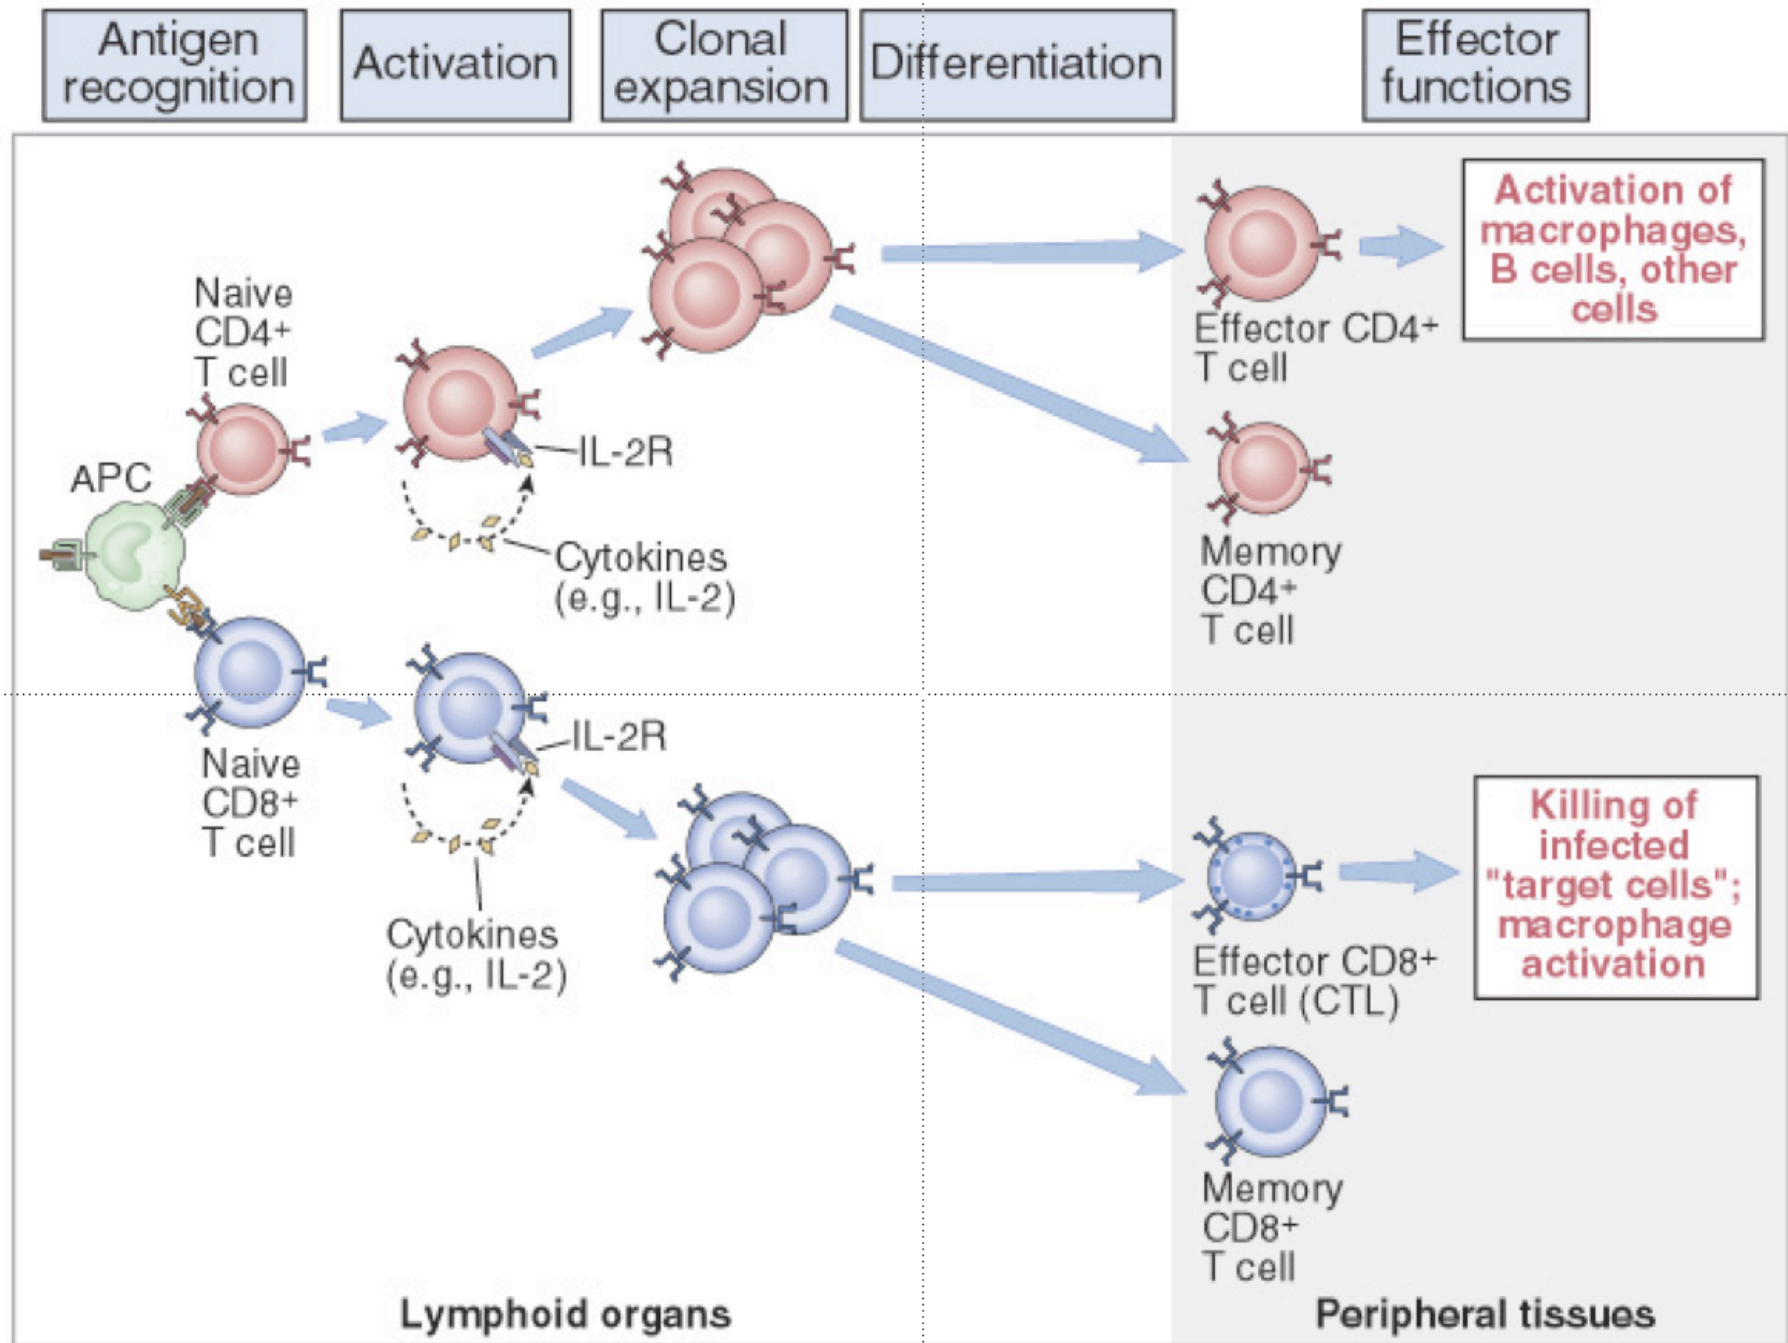 Antigen
recognition
Activation
Clonal
expansion
Differentiation
Effector
functions
Naive
CD4+
T cell
APC
IL-2R
Cytokines
(e.g., IL-2)
Effector CD4+
T cell
Activation of
macrophages,
B cells, other
cells
Memory
CD4+
T cell
Naive
CD8+
T cell
IL-2R
Cytokines
(e.g., IL-2)
Effector CD8+
T cell (CTL)
Killing of
infected
"target cells";
macrophage
activation
Memory
CD8+
T cell
Lymphoid organs
Peripheral tissues